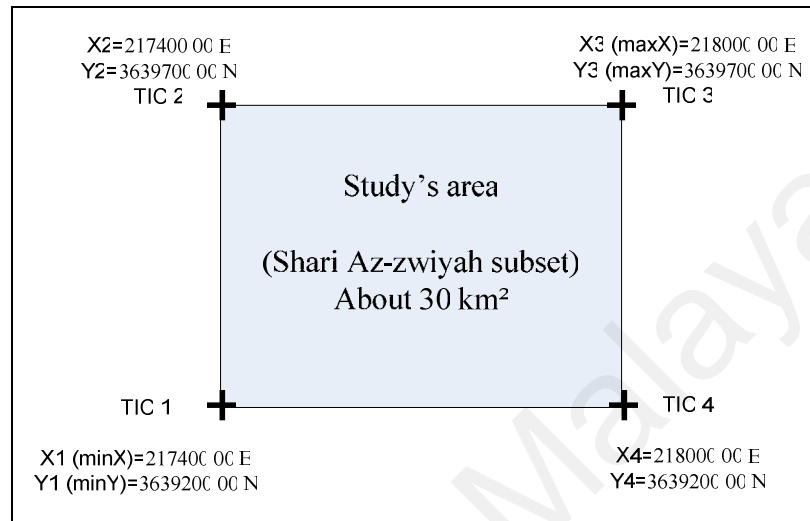 X2=217400 00 E
Y2=3639700 00 N
TIC 2
X3 (maxX)=218000 00 E
Y3 (maxY)=3639700 00 N
TIC 3
Study's area
(Shari Az-zwiyah subset)
About 30 km²
TIC 1
TIC 4
X1 (minX)=217400 00 E
Y1 (minY)=3639200 00 N
X4=218000 00 E
Y4=3639200 00 N
Malaya